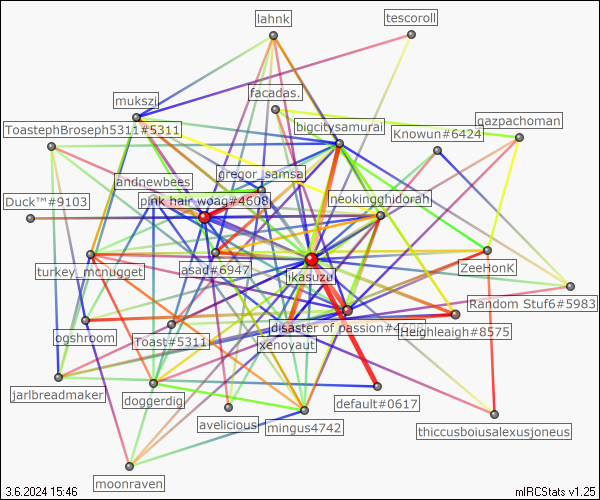 lahnk
tescoroll
facadas.
mukszi
ToastephBroseph5311#5311
bigcitysamurai
Knowun#6424
qazpachoman
andnewbees
gregor_samsa
Duck™#9103
pink hair woag#4608
neokingghidorah
turkey_mcnugget
asad#6947
ikasuzu
ZeeHonK
Random Stuf6#5983
ogshroom
Toast#5311
disaster of passion#4
Heighleaigh#8575
xenoyaut
jarlbreadmaker
doggerdig
default#0617
avelicious
mingus4742
thiccusboiusalexusjoneus
moonraven
3.6.2024 15:46
mIRCStats v1.25